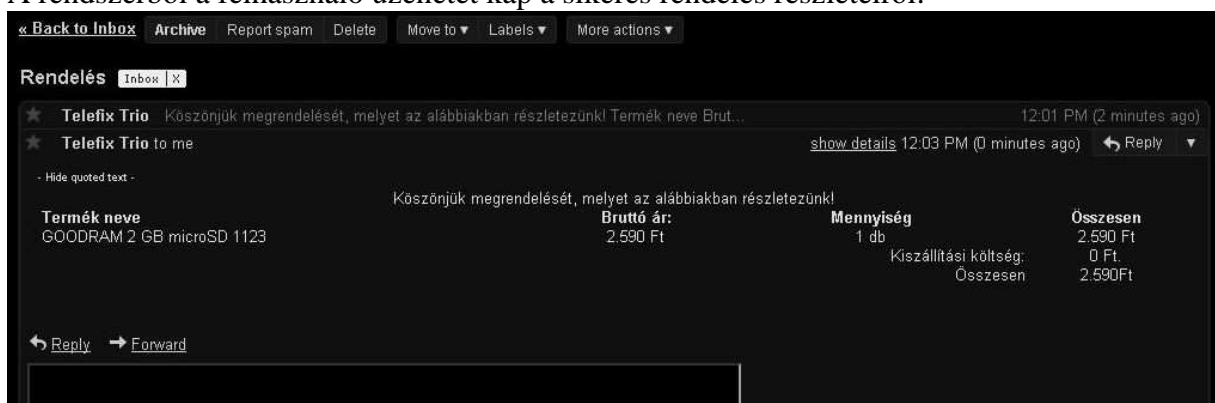 A rendszerből a felhasználó üzenetet kap a sikeres rendelés részleteiről.
« Back to Inbox Archive Report spam Delete Move to ▾ Labels ▾ More actions ▾
Rendelés Inbox | X
Telefix Trio Köszönjük megrendelését, melyet az alábbiakban részletezünk! Termék neve Brut... 12:01 PM (2 minutes ago)
Telefix Trio to me show details 12:03 PM (0 minutes ago) Reply ▾
- Hide quoted text -
Köszönjük megrendelését, melyet az alábbiakban részletezünk!
Termék neve Bruttó ár: Mennyiség Összesen
GOODRAM 2 GB microSD 1123 2.590 Ft 1 db 2.590 Ft
Kiszállítási költség: 0 Ft.
Összesen 2.590Ft
Reply Forward